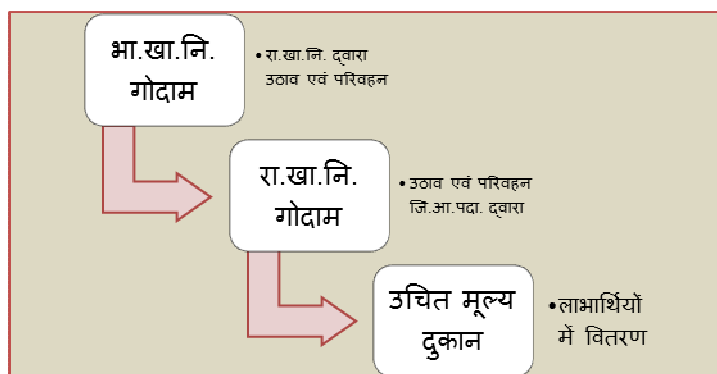 भा.खा.नि.
गोदाम
• रा.खा.नि. द्वारा
उठाव एवं परिवहन
रा.खा.नि.
गोदाम
• उठाव एवं परिवहन
जि.आ.पदा. द्वारा
उचित मूल्य
दुकान
•लाभार्थियों
में वितरण